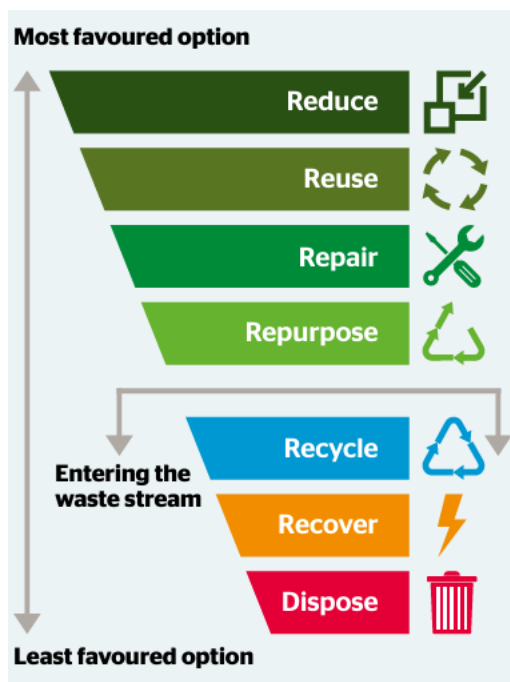 Most favoured option
Reduce
Reuse
Repair
Repurpose
Recycle
Entering the
waste stream
Recover
Dispose
Least favoured option